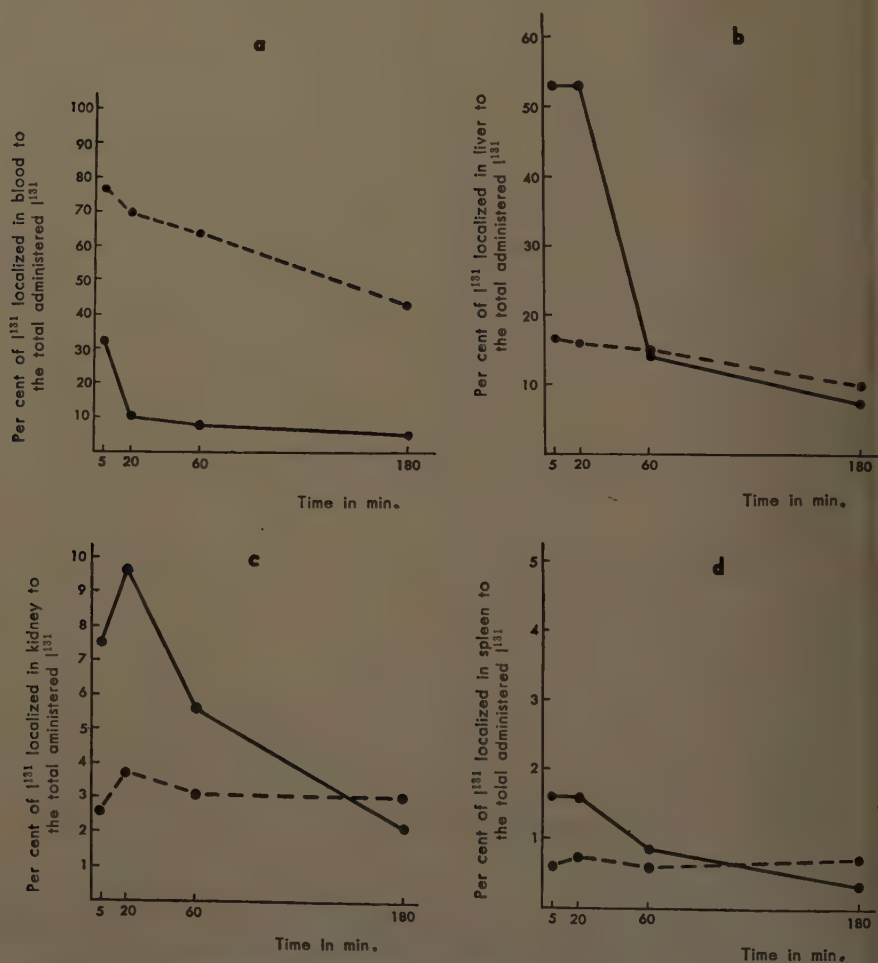 a
Per cent of I¹³¹ localized in blood to
the total administered I¹³¹
100
90
80
70
60
50
40
30
20
10
5 20 60 180
Time in min.
b
Per cent of I¹³¹ localized in liver to
the total administered I¹³¹
60
50
40
30
20
10
5 20 60 180
Time in min.
c
Per cent of I¹³¹ localized in kidney to
the total aministered I¹³¹
10
9
8
7
6
5
4
3
2
1
5 20 60 180
Time in min.
d
Per cent of I¹³¹ localized in spleen to
the tolal administered I¹³¹
5
4
3
2
1
5 20 60 180
Time in min.